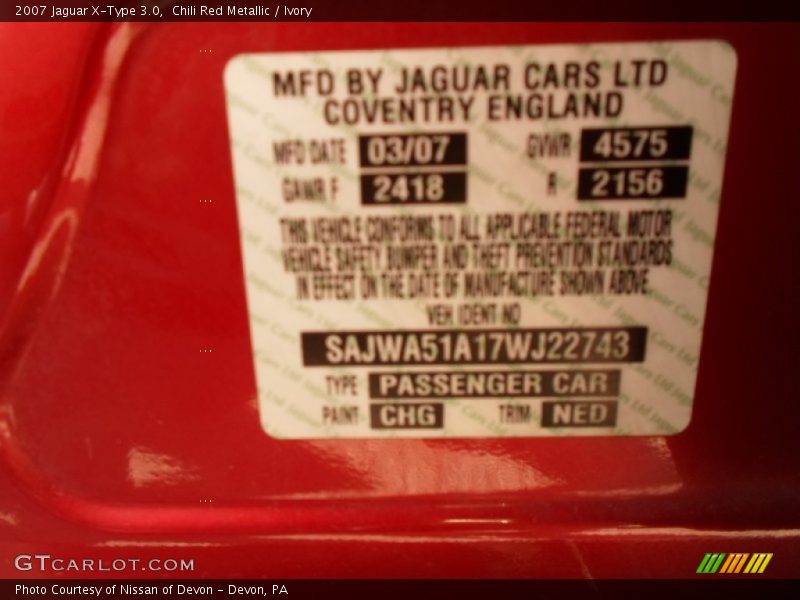 2007 Jaguar X-Type 3.0, Chili Red Metallic / Ivory
MFD BY JAGUAR CARS LTD
COVENTRY ENGLAND
MFD DATE 03/07 GVWR 4575
GAWR F 2418 R 2156
THIS VEHICLE CONFORMS TO ALL APPLICABLE FEDERAL MOTOR
VEHICLE SAFETY BUMPER AND THEFT PREVENTION STANDARDS
IN EFFECT ON THE DATE OF MANUFACTURE SHOWN ABOVE.
VEH IDENT NO
SAJWA51A17WJ22743
TYPE PASSENGER CAR
PAINT CHG TRIM NED
GTCARLOT.COM
Photo Courtesy of Nissan of Devon - Devon, PA